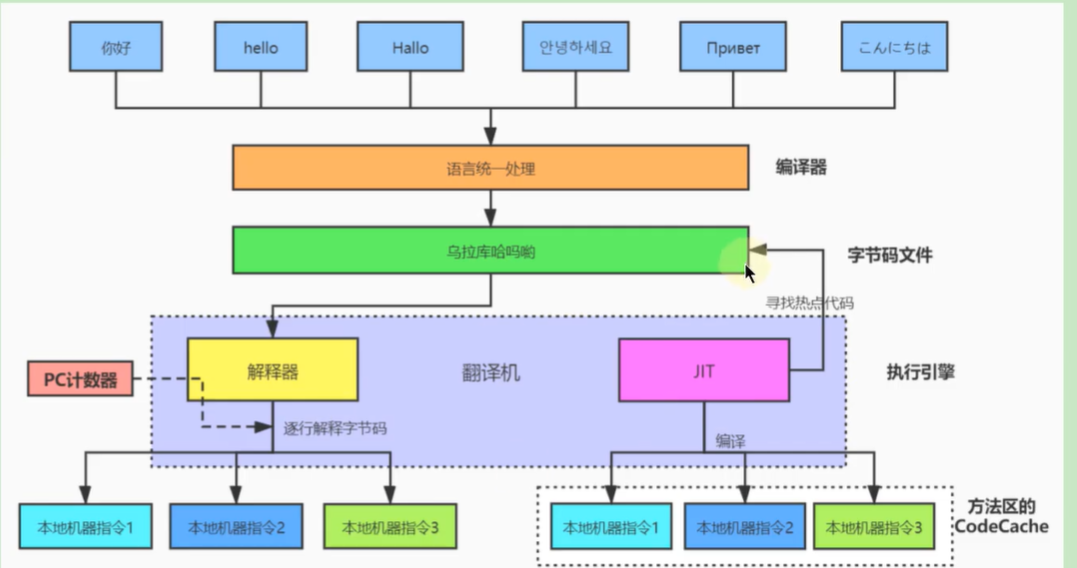 你好
hello
Hallo
안녕하세요
Привет
こんにちは
语言统一处理
编译器
乌拉库哈吗哟
字节码文件
寻找热点代码
PC计数器
解释器
翻译机
JIT
执行引擎
逐行解释字节码
编译
本地机器指令1
本地机器指令2
本地机器指令3
本地机器指令1
本地机器指令2
本地机器指令3
方法区的
CodeCache